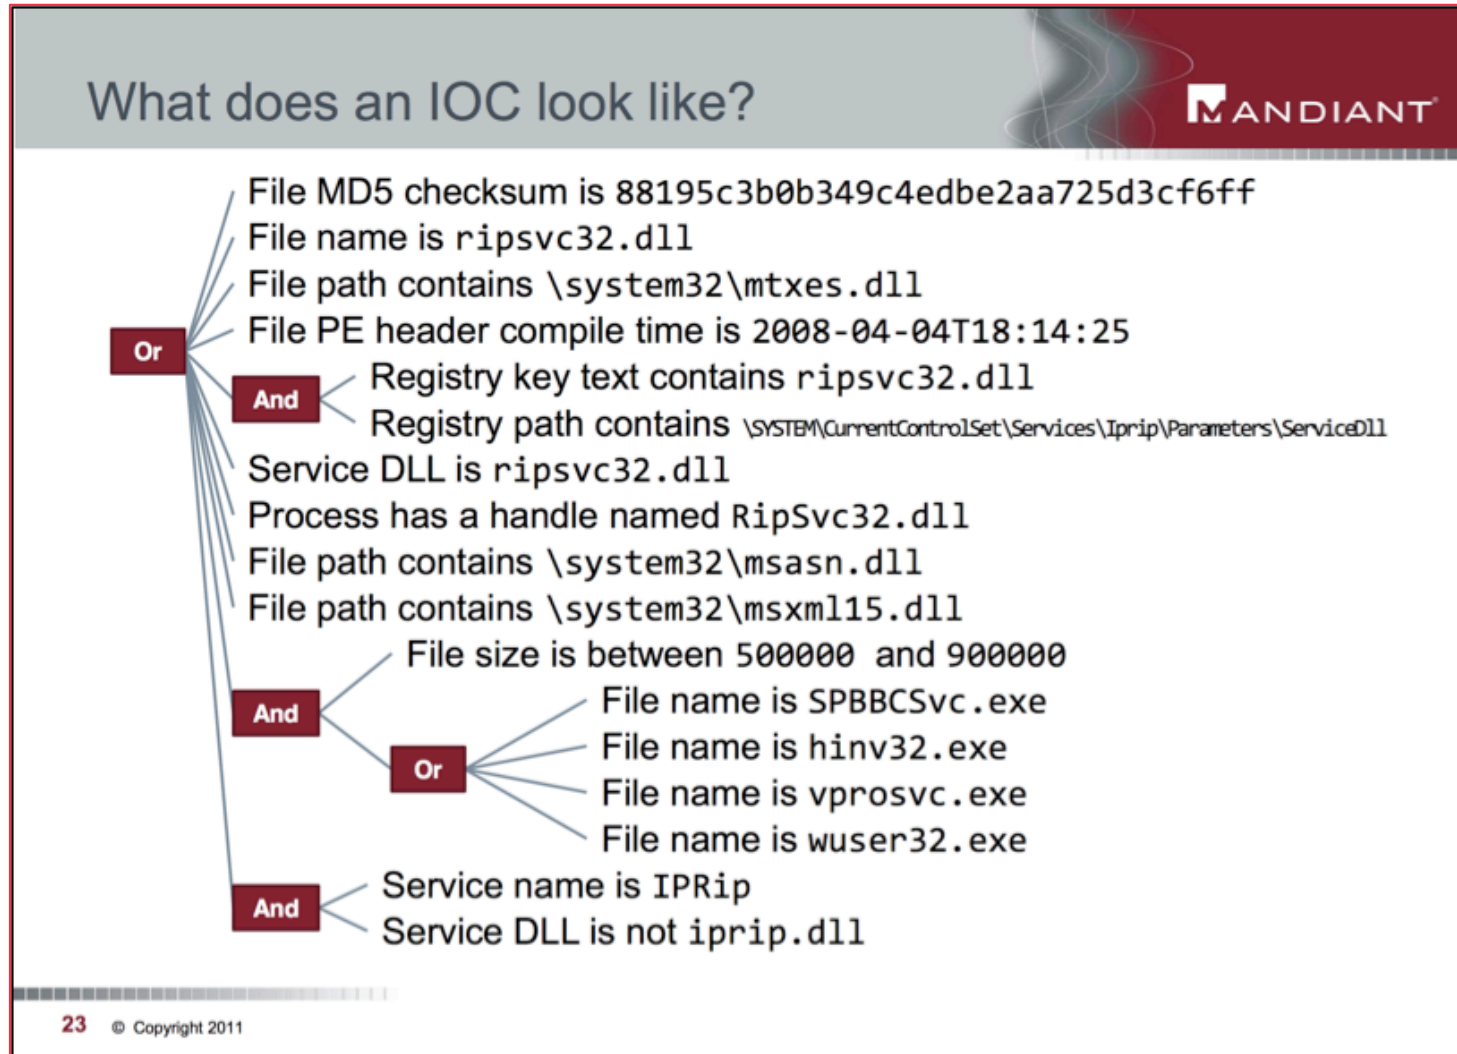 What does an IOC look like?
MANDIANT
File MD5 checksum is 88195c3b0b349c4edbe2aa725d3cf6ff
File name is ripsvc32.dll
File path contains \system32\mtxes.dll
File PE header compile time is 2008-04-04T18:14:25
Or
Registry key text contains ripsvc32.dll
And
Registry path contains \SYSTEM\CurrentControlSet\Services\Iprip\Parameters\ServiceDll
Service DLL is ripsvc32.dll
Process has a handle named RipSvc32.dll
File path contains \system32\msasn.dll
File path contains \system32\msxml15.dll
File size is between 500000 and 900000
And
File name is SPBBCSvc.exe
File name is hinv32.exe
Or
File name is vprosvc.exe
File name is wuser32.exe
Service name is IPRip
And
Service DLL is not iprip.dll
23 © Copyright 2011